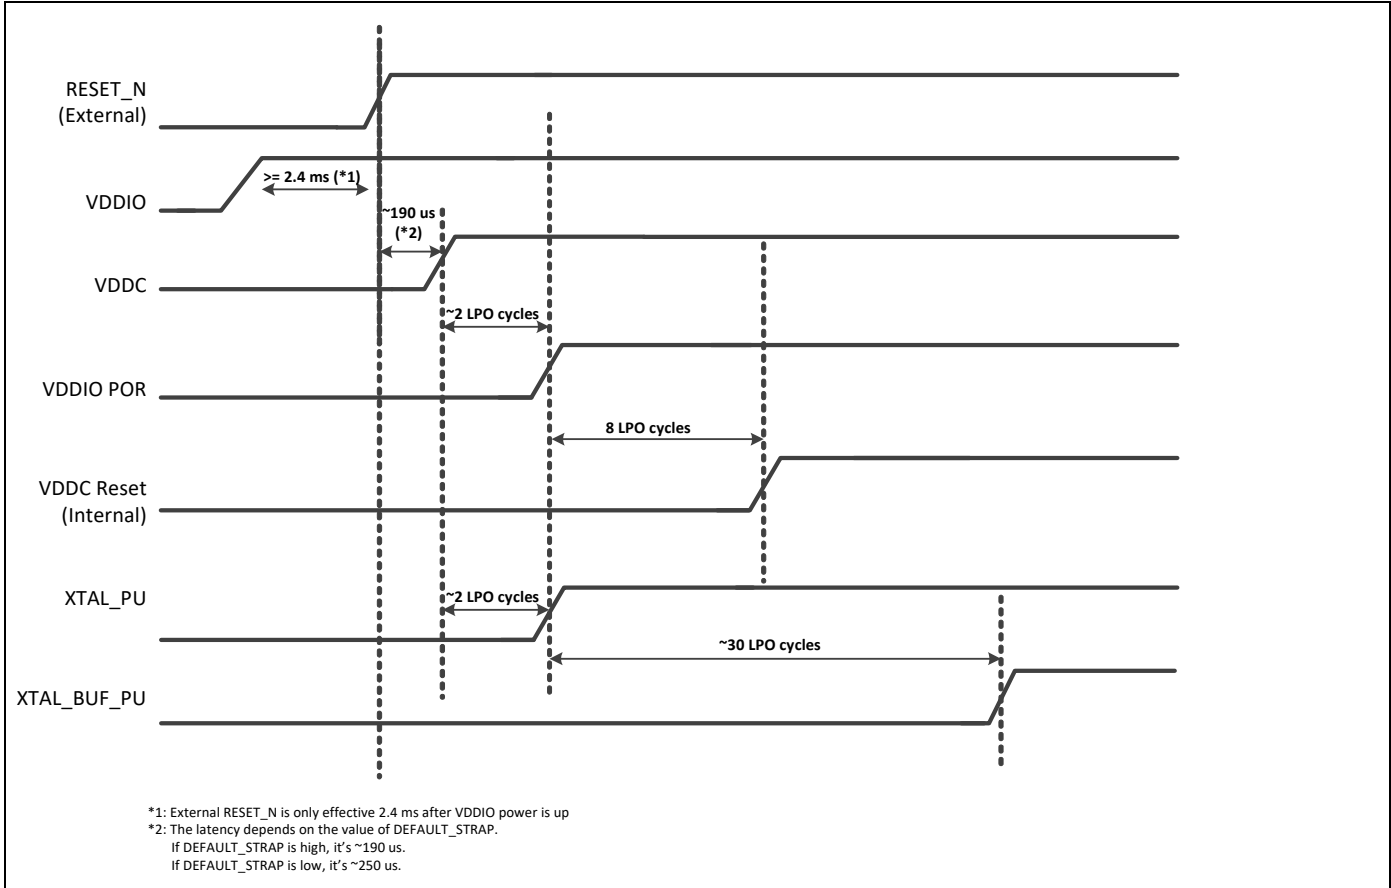 RESET_N
(External)
>= 2.4 ms (*1)
VDDIO
~190 us
(*2)
VDDC
~2 LPO cycles
VDDIO POR
8 LPO cycles
VDDC Reset
(Internal)
XTAL_PU
~2 LPO cycles
~30 LPO cycles
XTAL_BUF_PU
*1: External RESET_N is only effective 2.4 ms after VDDIO power is up
*2: The latency depends on the value of DEFAULT_STRAP.
If DEFAULT_STRAP is high, it's ~190 us.
If DEFAULT_STRAP is low, it's ~250 us.